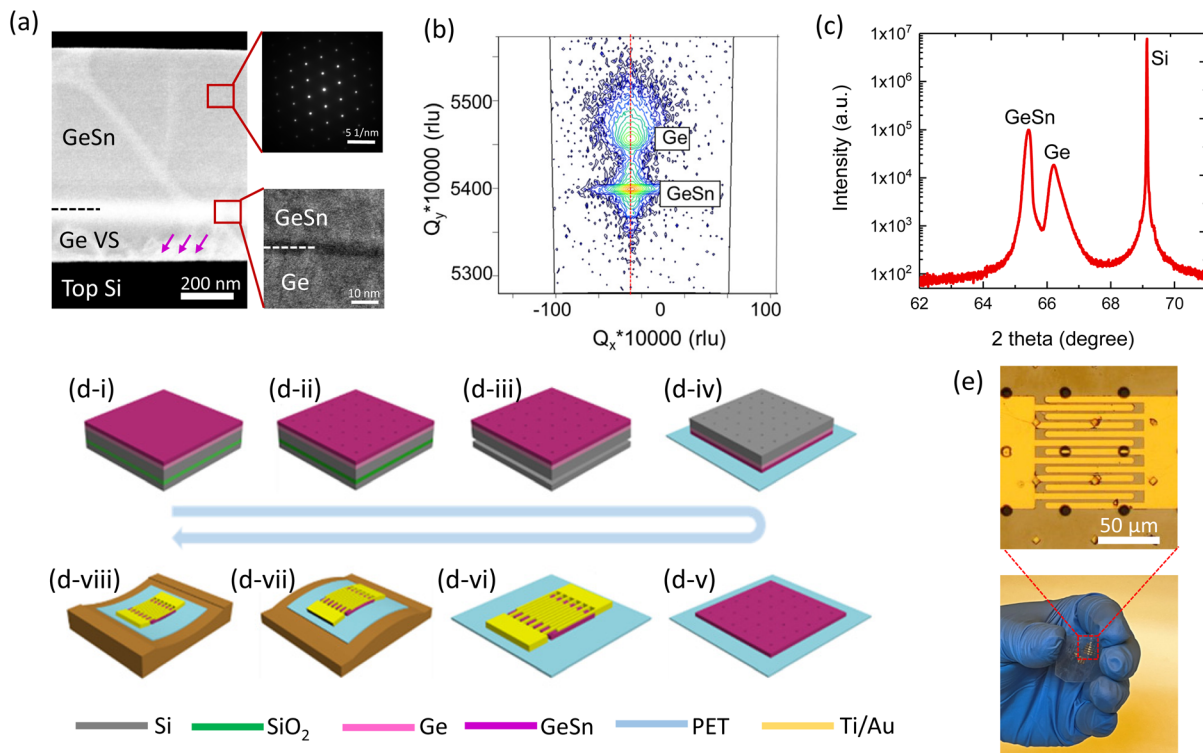 (a)
GeSn
Ge VS
Top Si
200 nm
5 1/nm
GeSn
Ge
10 nm
(b)
Q_y*10000 (rlu)
5500
5400
5300
Ge
GeSn
-100
0
100
Q_x*10000 (rlu)
(c)
Intensity (a.u.)
1x10^7
1x10^6
1x10^5
1x10^4
1x10^3
1x10^2
GeSn
Ge
Si
62 64 66 68 70
2 theta (degree)
(d-i) (d-ii) (d-iii) (d-iv)
(d-viii) (d-vii) (d-vi) (d-v)
Si SiO₂ Ge GeSn PET Ti/Au
(e)
50 μm